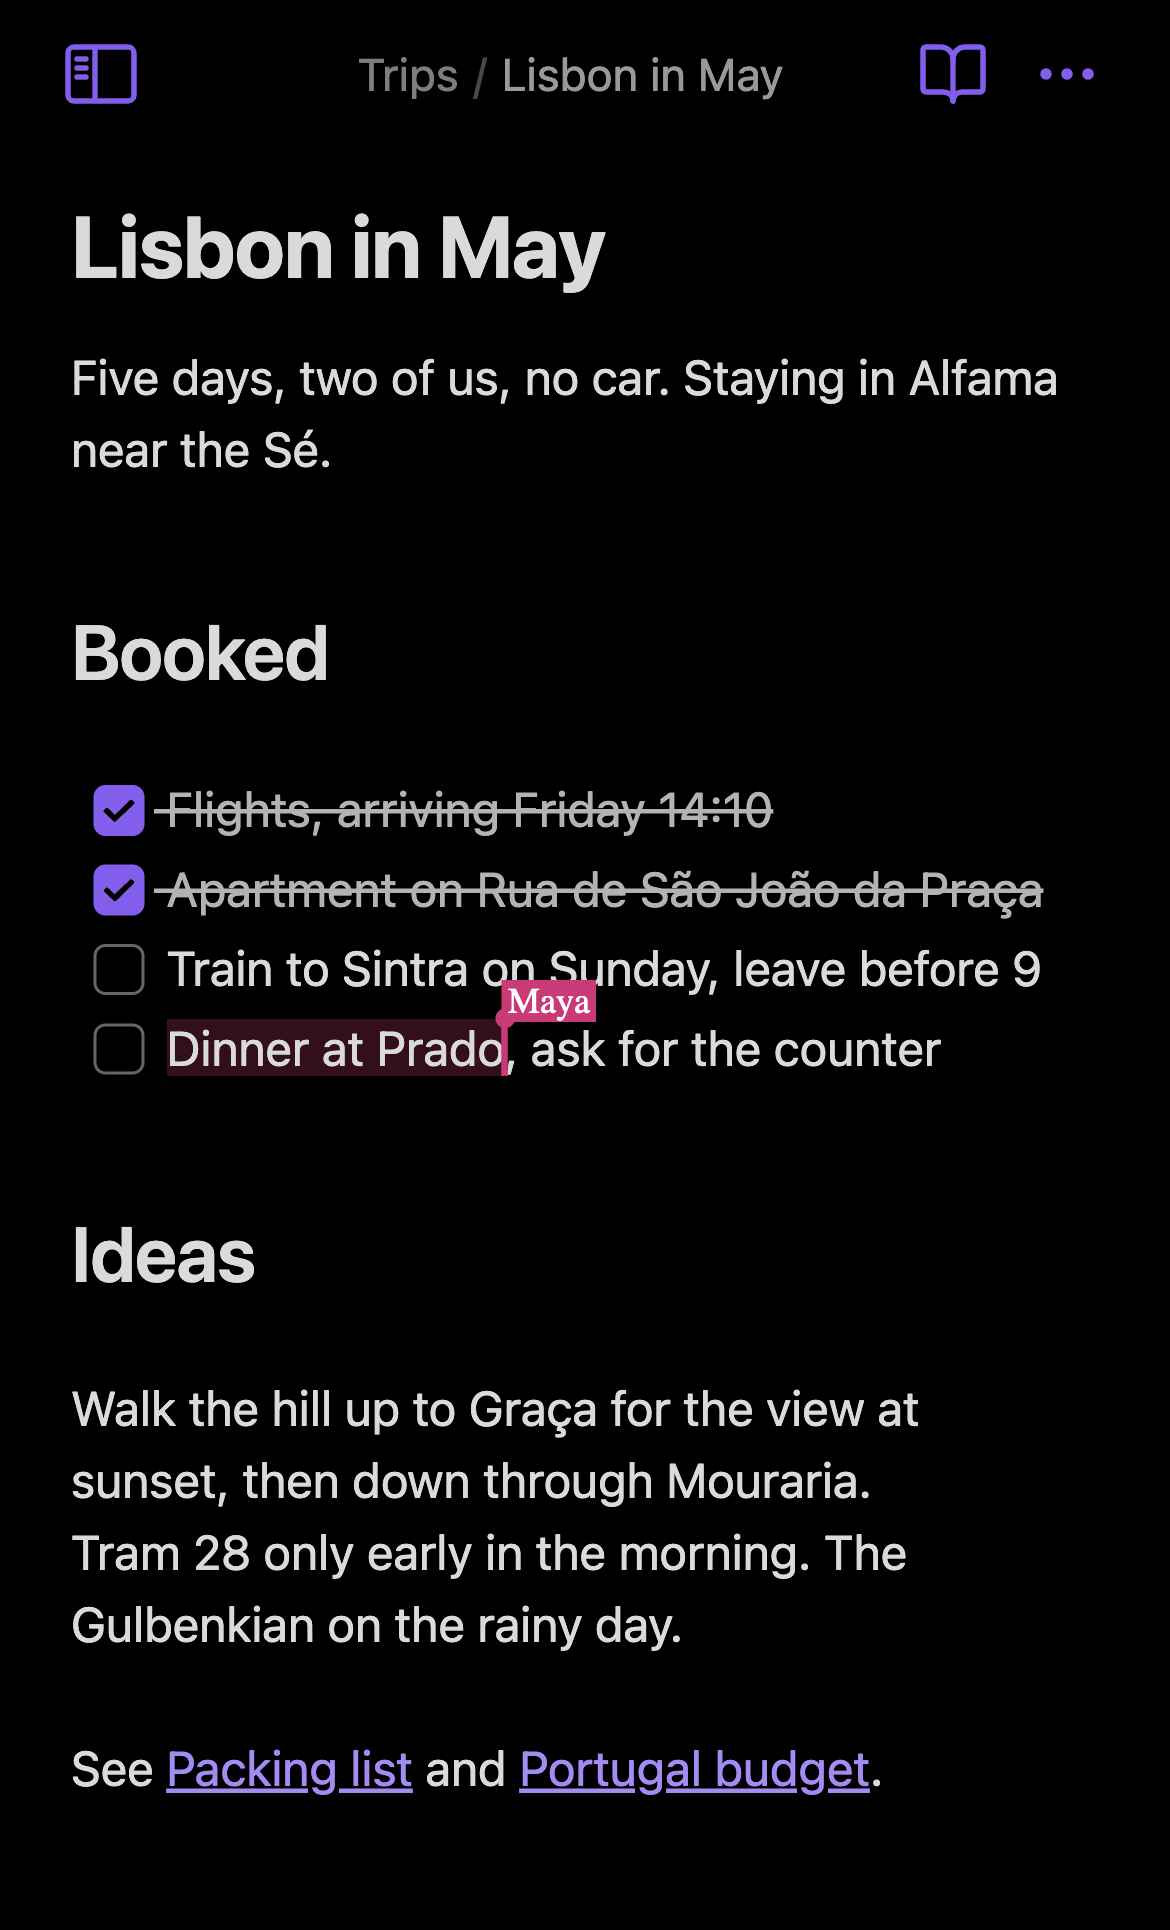 Trips / Lisbon in May
Lisbon in May
Five days, two of us, no car. Staying in Alfama
near the Sé.
Booked
Flights, arriving Friday 14:10
Apartment on Rua de São João da Praça
Train to Sintra on Sunday, leave before 9
Maya
Dinner at Prado, ask for the counter
Ideas
Walk the hill up to Graça for the view at
sunset, then down through Mouraria.
Tram 28 only early in the morning. The
Gulbenkian on the rainy day.
See Packing list and Portugal budget.